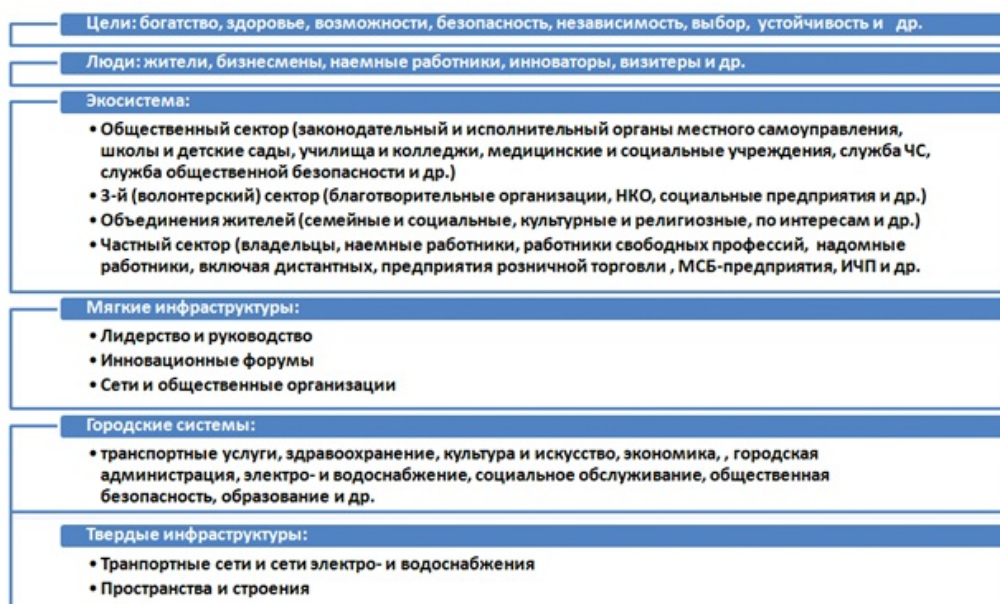 Цели: богатство, здоровье, возможности, безопасность, независимость, выбор, устойчивость и др.
Люди: жители, бизнесмены, наемные работники, инноваторы, визитеры и др.
Экосистема:
• Общественный сектор (законодательный и исполнительный органы местного самоуправления,
школы и детские сады, училища и колледжи, медицинские и социальные учреждения, служба ЧС,
служба общественной безопасности и др.)
• 3-й (волонтерский) сектор (благотворительные организации, НКО, социальные предприятия и др.)
• Объединения жителей (семейные и социальные, культурные и религиозные, по интересам и др.)
• Частный сектор (владельцы, наемные работники, работники свободных профессий, надомные
работники, включая дистантных, предприятия розничной торговли , МСБ-предприятия, ИЧП и др.
Мягкие инфраструктуры:
• Лидерство и руководство
• Инновационные форумы
• Сети и общественные организации
Городские системы:
• транспортные услуги, здравоохранение, культура и искусство, экономика, , городская
администрация, электро- и водоснабжение, социальное обслуживание, общественная
безопасность, образование и др.
Твердые инфраструктуры:
• Транпортные сети и сети электро- и водоснабжения
• Пространства и строения